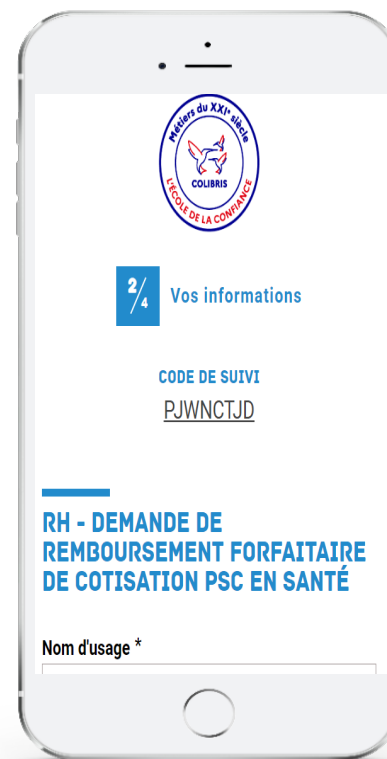 Métiers du XXIe siècle
COLIBRIS
L'ÉCOLE DE LA CONFIANCE
2/4 Vos informations
CODE DE SUIVI
PJWNCTJD
RH - DEMANDE DE
REMBOURSEMENT FORFAITAIRE
DE COTISATION PSC EN SANTÉ
Nom d'usage *